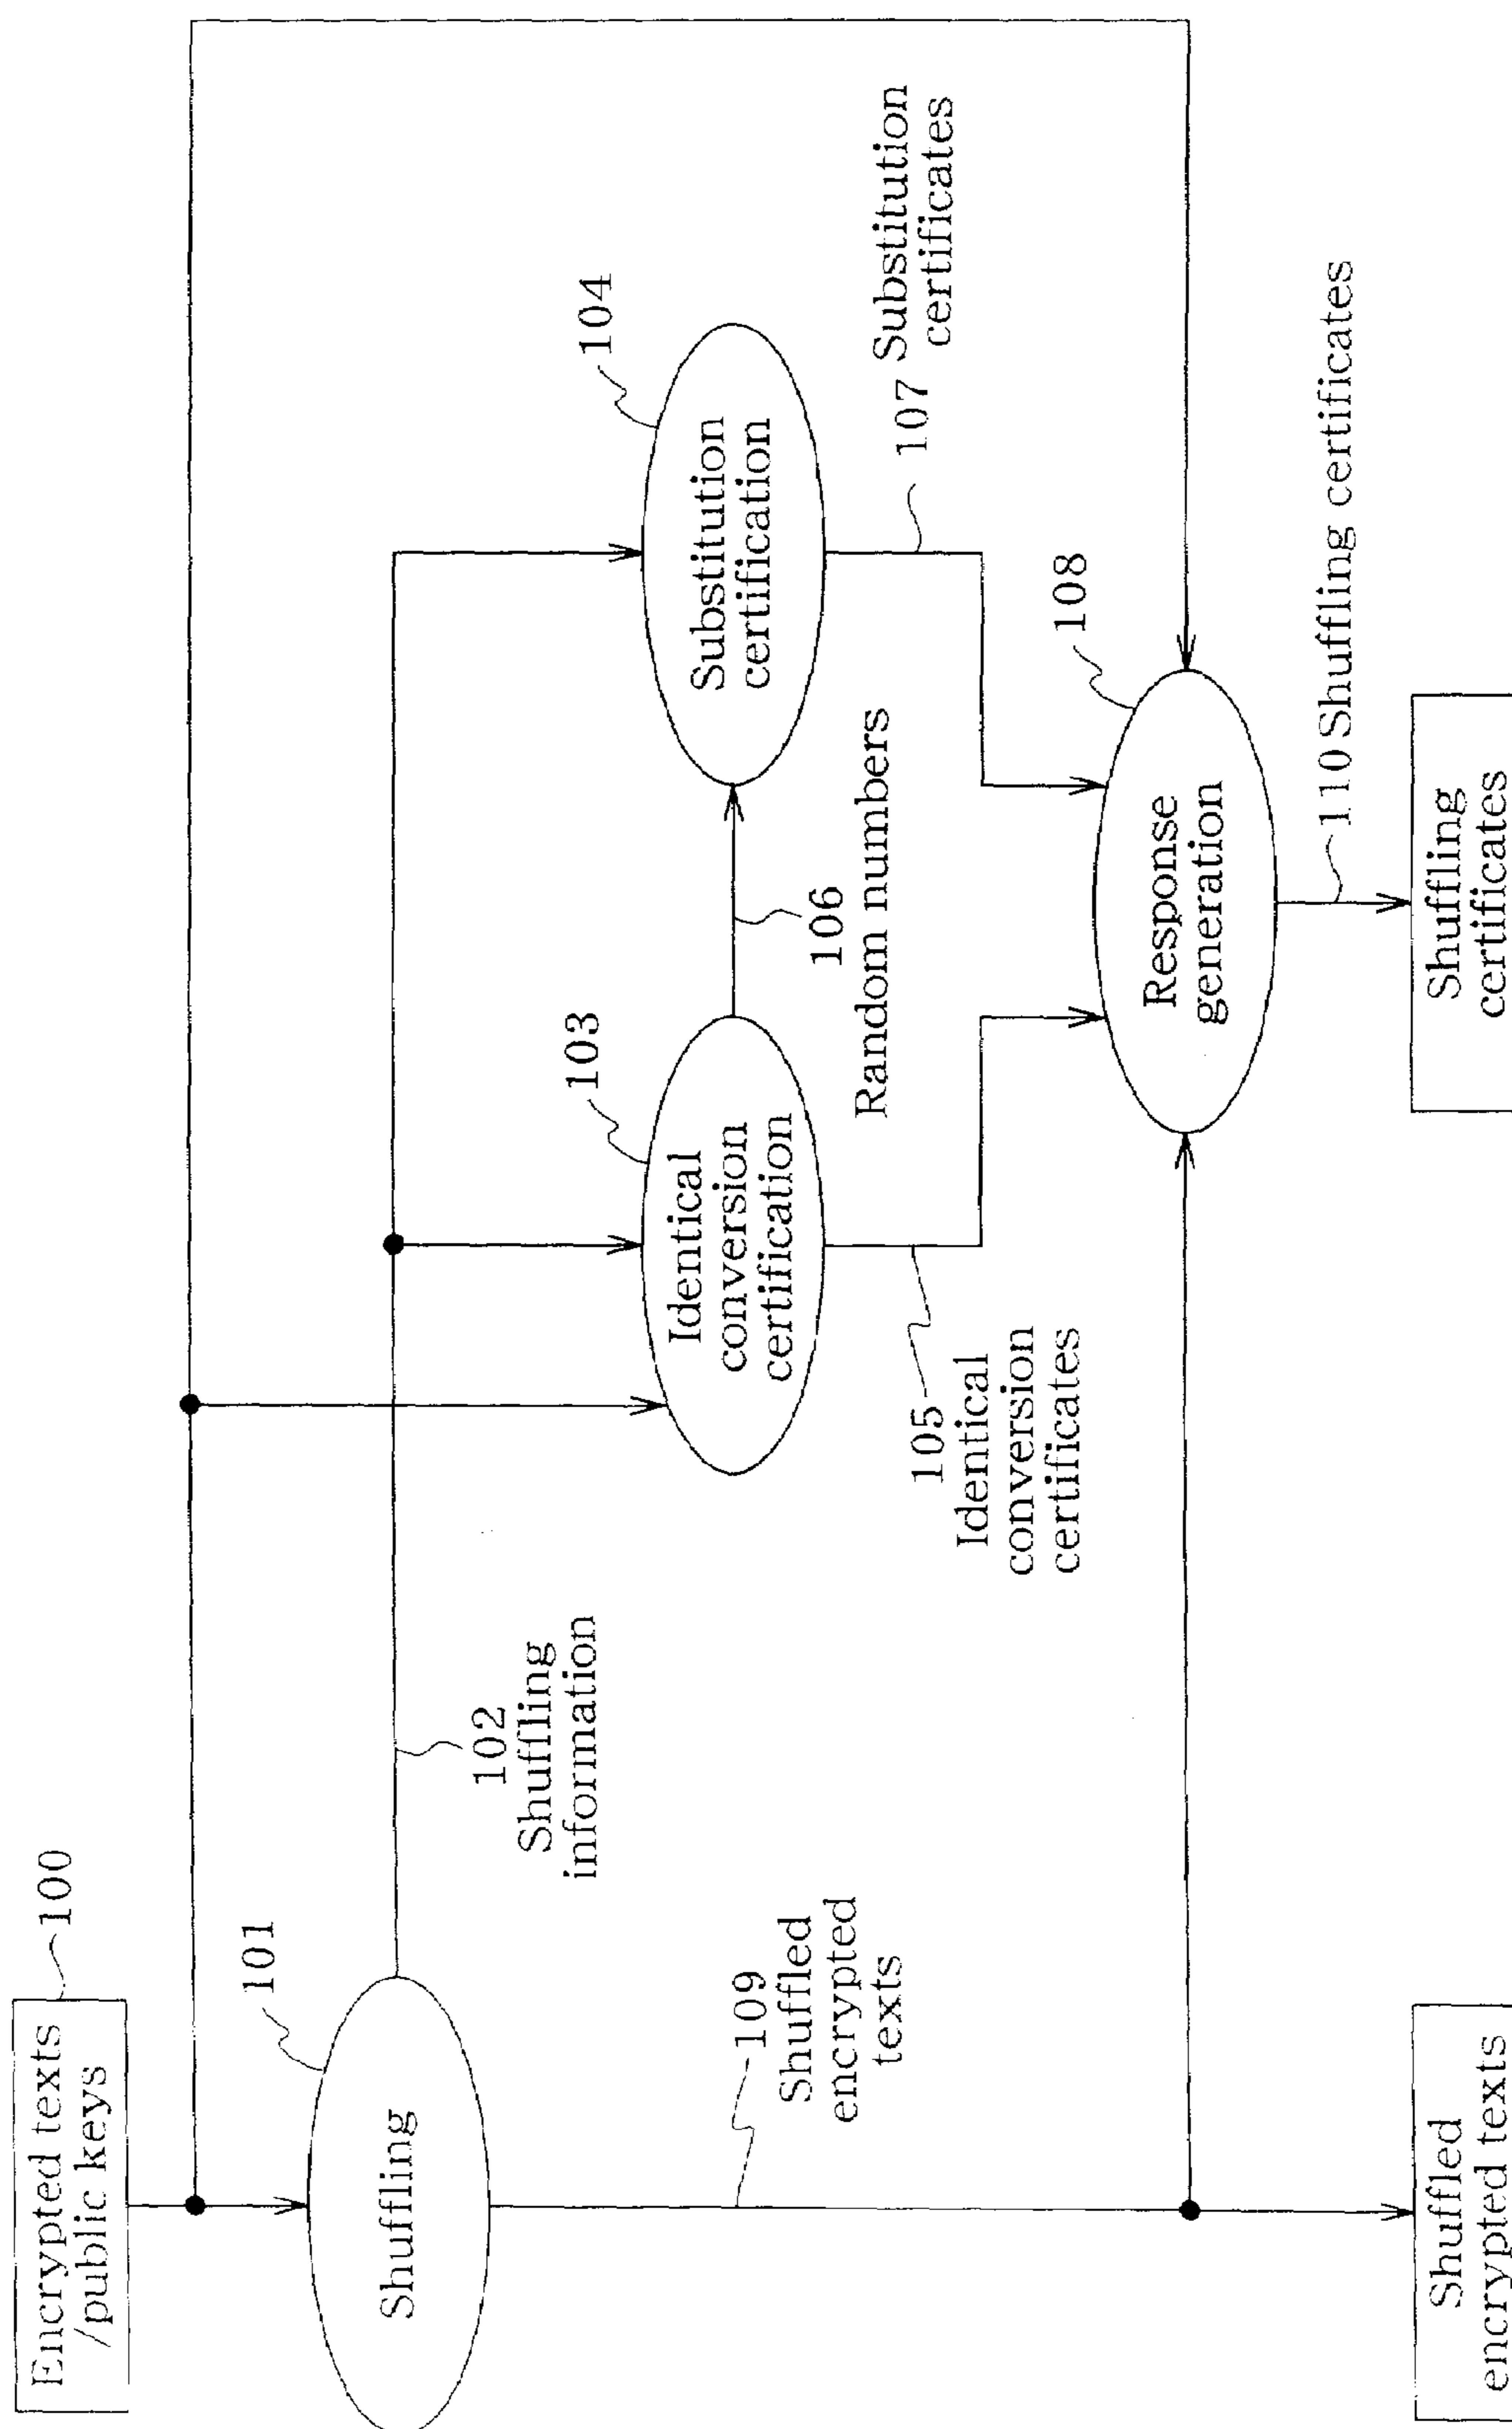 Encrypted texts
/public keys
100
101
Shuffling
102
Shuffling
information
103
Identical
conversion
certification
104
Substitution
certification
106
Random numbers
105
Identical
conversion
certificates
107 Substitution
certificates
109
Shuffled
encrypted
texts
108
Response
generation
110 Shuffling certificates
Shuffled
encrypted texts
Shuffling
certificates